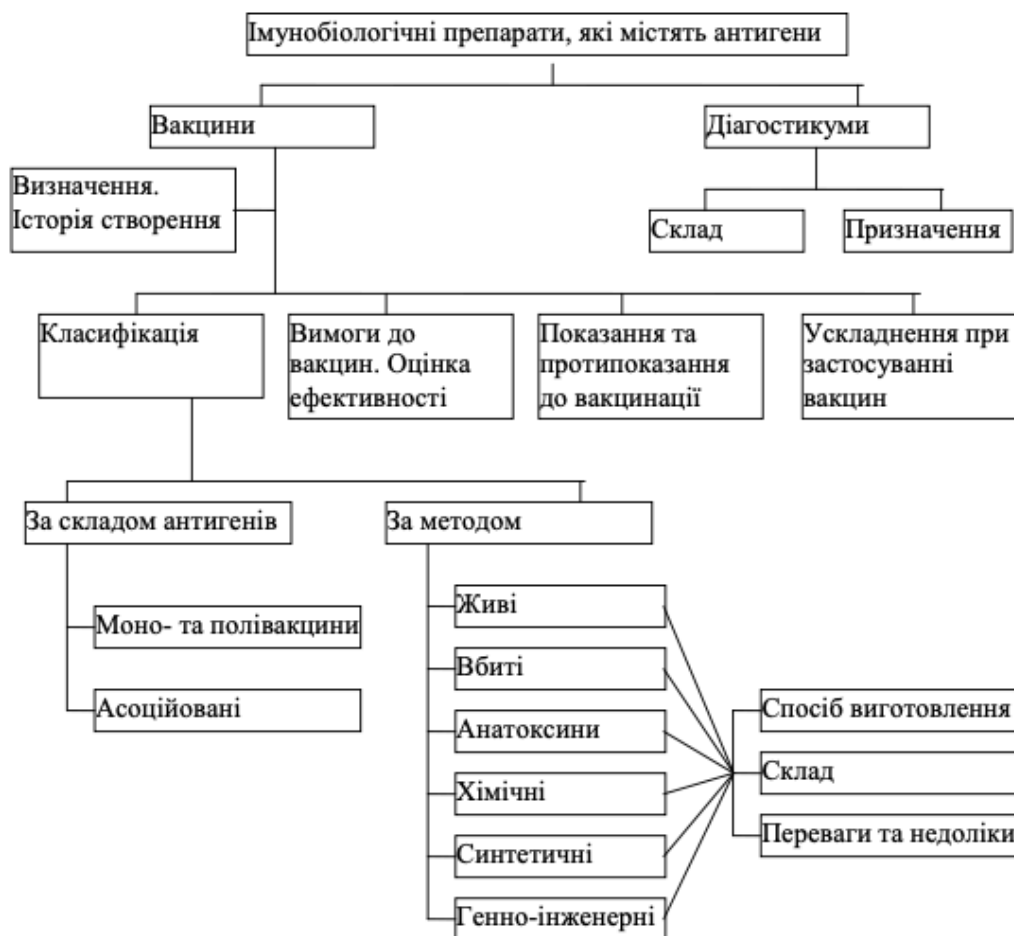 Імунобіологічні препарати, які містять антигени
Вакцини
Діагостикуми
Визначення.
Історія створення
Склад
Призначення
Класифікація
Вимоги до
вакцин. Оцінка
ефективності
Показання та
протипоказання
до вакцинації
Ускладнення при
застосуванні
вакцин
За складом антигенів
За методом
Моно- та полівакцини
Асоційовані
Живі
Вбиті
Анатоксини
Хімічні
Синтетичні
Генно-інженерні
Спосіб виготовлення
Склад
Переваги та недоліки